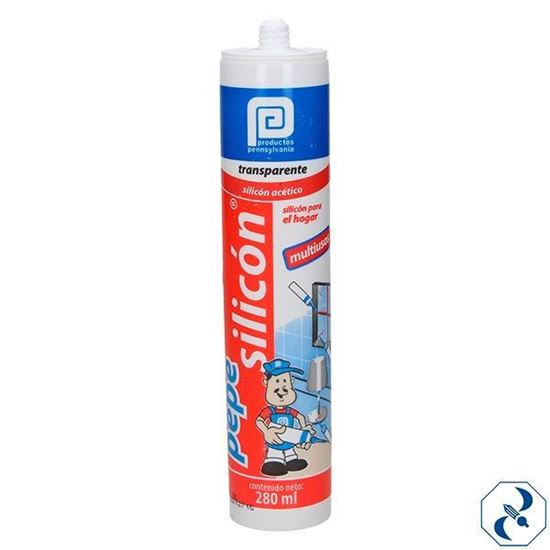 productos
pennsylvania
transparente
silicón acético
silicón para
el hogar
multiusos
pepe
silicón
©
contenido neto:
280 ml